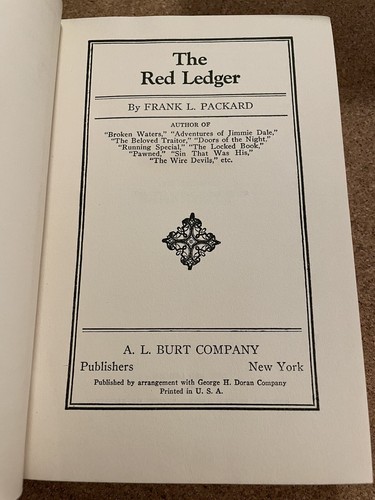 The
Red Ledger
By FRANK L. PACKARD
AUTHOR OF
"Broken Waters," "Adventures of Jimmie Dale,"
"The Beloved Traitor," "Doors of the Night,"
"Running Special," "The Locked Book,"
"Pawned," "Sin That Was His,"
"The Wire Devils," etc.
A. L. BURT COMPANY
Publishers New York
Published by arrangement with George H. Doran Company
Printed in U. S. A.